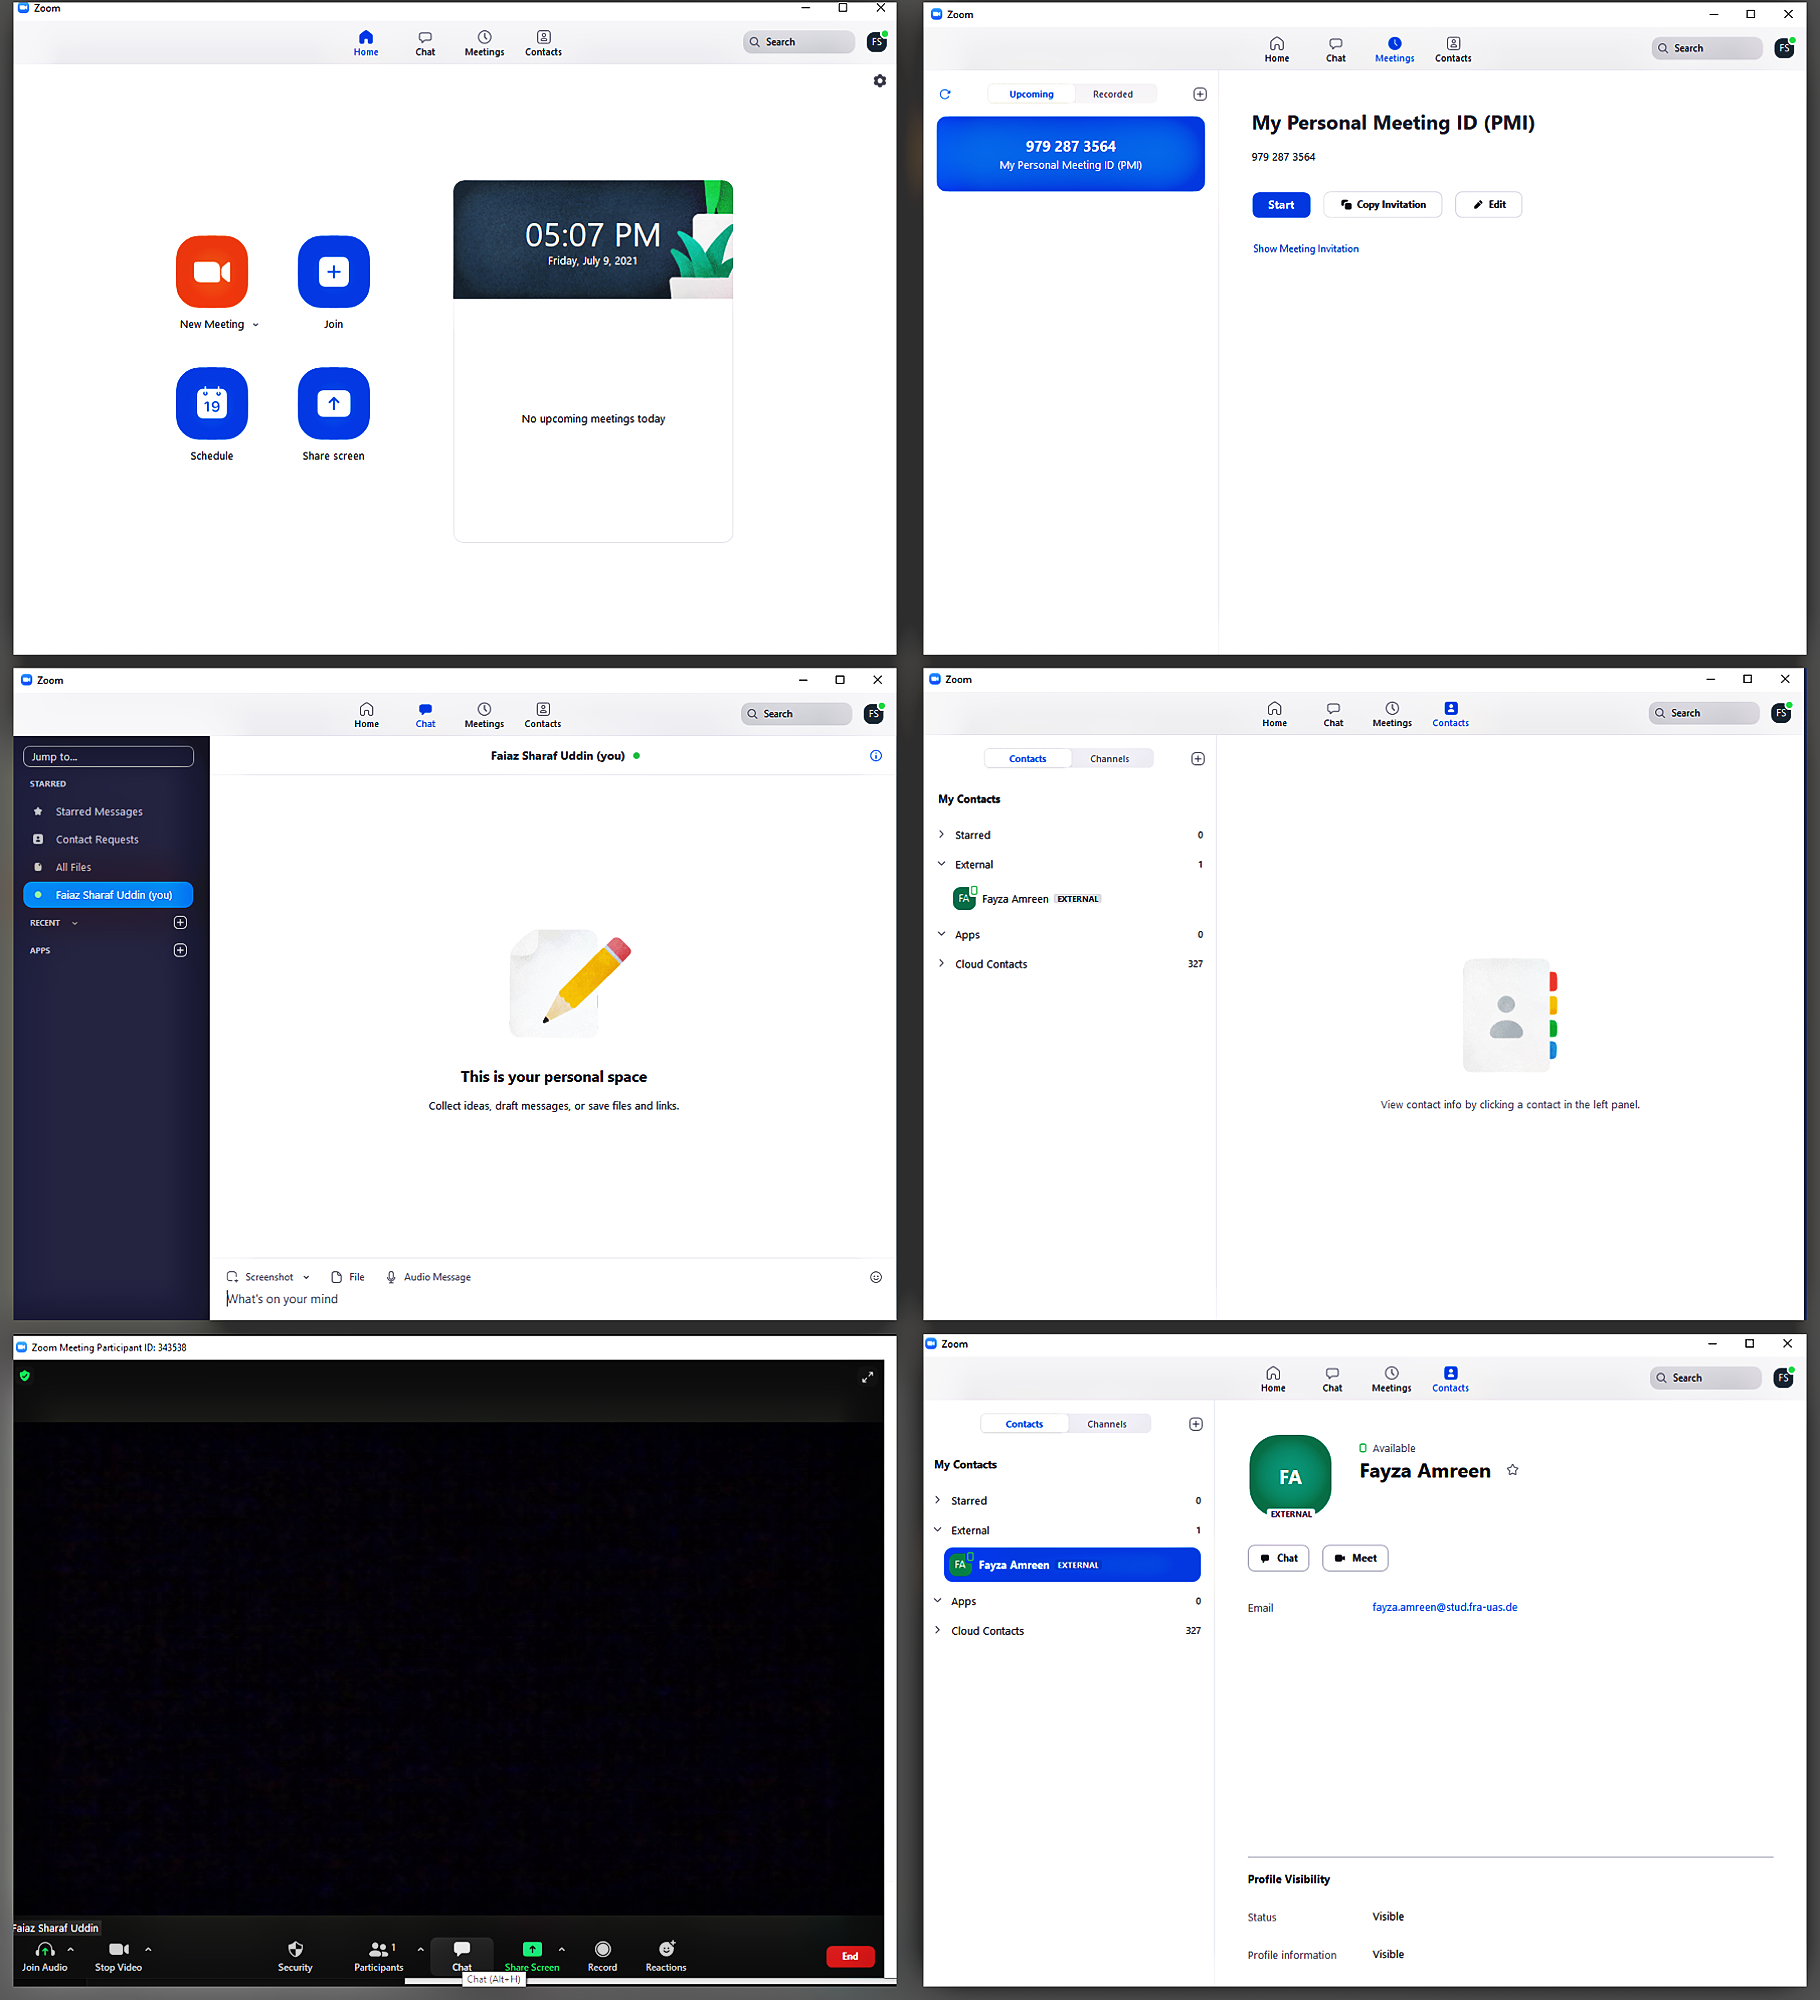 Zoom
Home Chat Meetings Contacts
Search
FS
05:07 PM
Friday, July 9, 2021
New Meeting
Join
19
Schedule
Share screen
No upcoming meetings today
Zoom
Home Chat Meetings Contacts
Search
FS
Upcoming Recorded
979 287 3564
My Personal Meeting ID (PMI)
My Personal Meeting ID (PMI)
979 287 3564
Start
Copy Invitation
Edit
Show Meeting Invitation
Zoom
Home Chat Meetings Contacts
Search
FS
Jump to...
STARRED
Starred Messages
Contact Requests
All Files
Faiaz Sharaf Uddin (you)
RECENT
APPS
Faiaz Sharaf Uddin (you)
This is your personal space
Collect ideas, draft messages, or save files and links.
Screenshot File Audio Message
What's on your mind
Zoom
Home Chat Meetings Contacts
Search
FS
Contacts Channels
My Contacts
Starred 0
External 1
FA Fayza Amreen EXTERNAL
Apps 0
Cloud Contacts 327
View contact info by clicking a contact in the left panel.
Zoom Meeting Participant ID: 343538
Faiaz Sharaf Uddin
1
Join Audio Stop Video Security Participants Chat Share Screen Record Reactions
End
Chat (Alt+H)
Zoom
Home Chat Meetings Contacts
Search
FS
Contacts Channels
My Contacts
Starred 0
External 1
FA Fayza Amreen EXTERNAL
Apps 0
Cloud Contacts 327
FA
EXTERNAL
Available
Fayza Amreen
Chat
Meet
Email fayza.amreen@stud.fra-uas.de
Profile Visibility
Status Visible
Profile information Visible